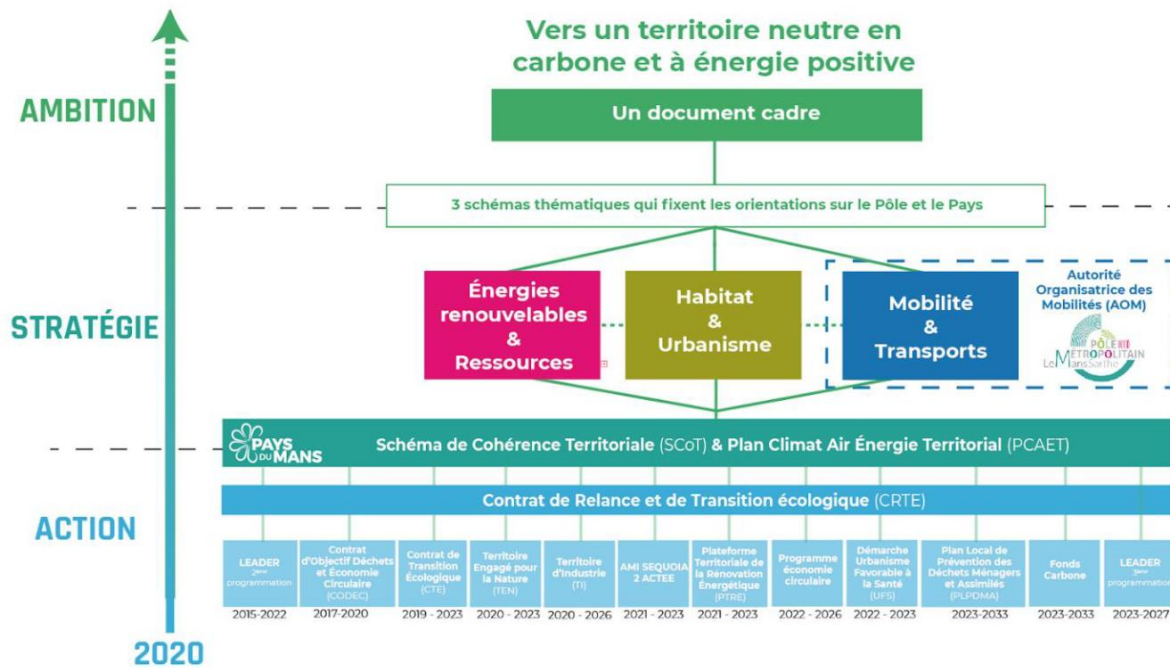 Vers un territoire neutre en
carbone et à énergie positive
AMBITION
Un document cadre
3 schémas thématiques qui fixent les orientations sur le Pôle et le Pays
STRATÉGIE
Énergies
renouvelables
&
Ressources
Habitat
&
Urbanisme
Mobilité
&
Transports
Autorité
Organisatrice des
Mobilités (AOM)
PÔLE
MÉTROPOLITAIN
Le Mans Sarthe
PAYS
DU MANS
Schéma de Cohérence Territoriale (SCoT) & Plan Climat Air Énergie Territorial (PCAET)
ACTION
Contrat de Relance et de Transition écologique (CRTE)
LEADER
2ème
programmation
2015-2022
Contrat
d'Objectif Déchets
et Économie
Circulaire
(CODEC)
2017-2020
Contrat de
Transition
Écologique
(CTE)
2019 - 2023
Territoire
Engagé pour
la Nature
(TEN)
2020 - 2023
Territoire
d'Industrie
(TI)
2020 - 2026
AMI SEQUOIA
2 ACTEE
2021 - 2023
Plateforme
Territoriale de
la Rénovation
Énergétique
(PTRE)
2021 - 2023
Programme
économie
circulaire
2022 - 2026
Démarche
Urbanisme
Favorable à
la Santé
(UFS)
2022 - 2023
Plan Local de
Prévention des
Déchets Ménagers
et Assimilés
(PLPDMA)
2023-2033
Fonds
Carbone
2023-2033
LEADER
3ème
programmation
2023-2027
2020